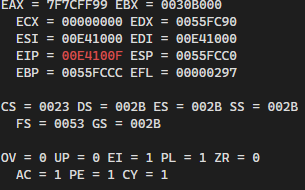 EAX = 7F7CFF99 EBX = 0030B000
ECX = 00000000 EDX = 0055FC90
ESI = 00E41000 EDI = 00E41000
EIP = 00E4100F ESP = 0055FCC0
EBP = 0055FCCC EFL = 00000297
CS = 0023 DS = 002B ES = 002B SS = 002B
FS = 0053 GS = 002B
OV = 0 UP = 0 EI = 1 PL = 1 ZR = 0
AC = 1 PE = 1 CY = 1